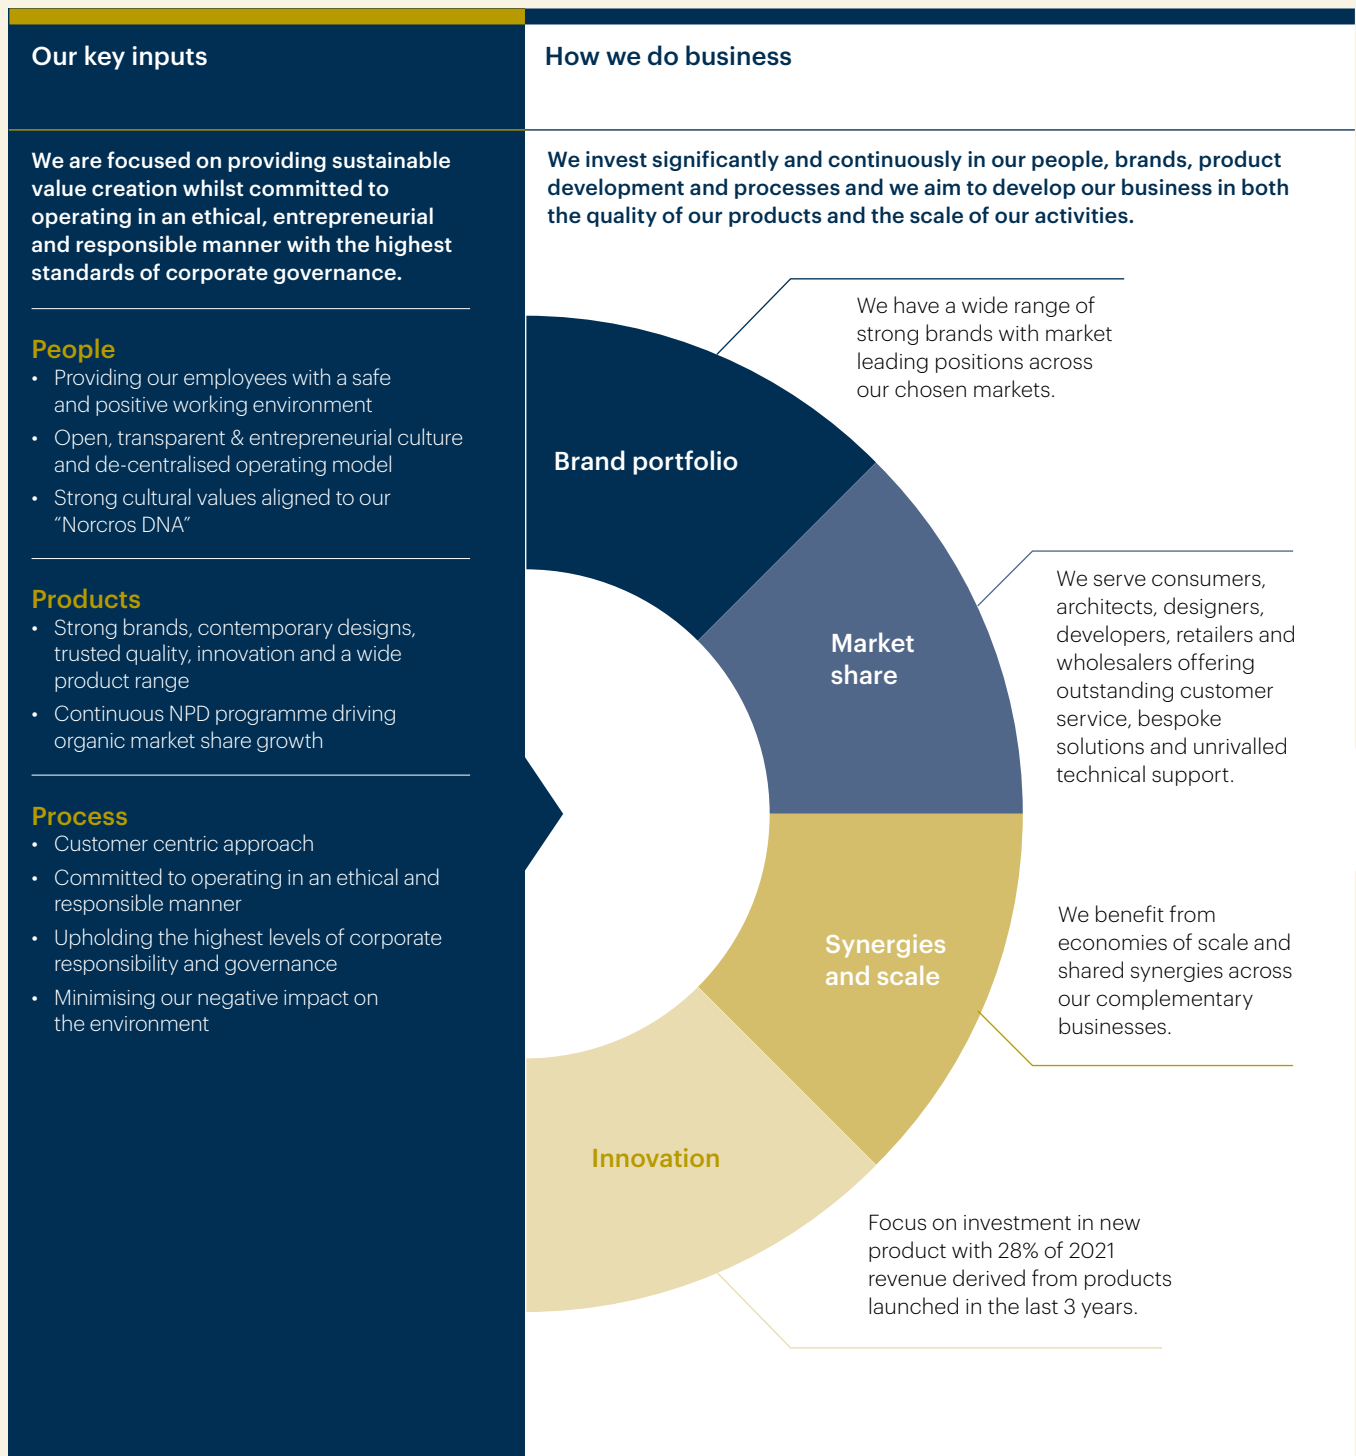 Our key inputs
We are focused on providing sustainable
value creation whilst committed to
operating in an ethical, entrepreneurial
and responsible manner with the highest
standards of corporate governance.
People
• Providing our employees with a safe
and positive working environment
• Open, transparent & entrepreneurial culture
and de-centralised operating model
• Strong cultural values aligned to our
“Norcros DNA”
Products
• Strong brands, contemporary designs,
trusted quality, innovation and a wide
product range
• Continuous NPD programme driving
organic market share growth
Process
• Customer centric approach
• Committed to operating in an ethical and
responsible manner
• Upholding the highest levels of corporate
responsibility and governance
• Minimising our negative impact on
the environment
How we do business
We invest significantly and continuously in our people, brands, product
development and processes and we aim to develop our business in both
the quality of our products and the scale of our activities.
Brand portfolio
We have a wide range of
strong brands with market
leading positions across
our chosen markets.
Market
share
We serve consumers,
architects, designers,
developers, retailers and
wholesalers offering
outstanding customer
service, bespoke
solutions and unrivalled
technical support.
Synergies
and scale
We benefit from
economies of scale and
shared synergies across
our complementary
businesses.
Innovation
Focus on investment in new
product with 28% of 2021
revenue derived from products
launched in the last 3 years.